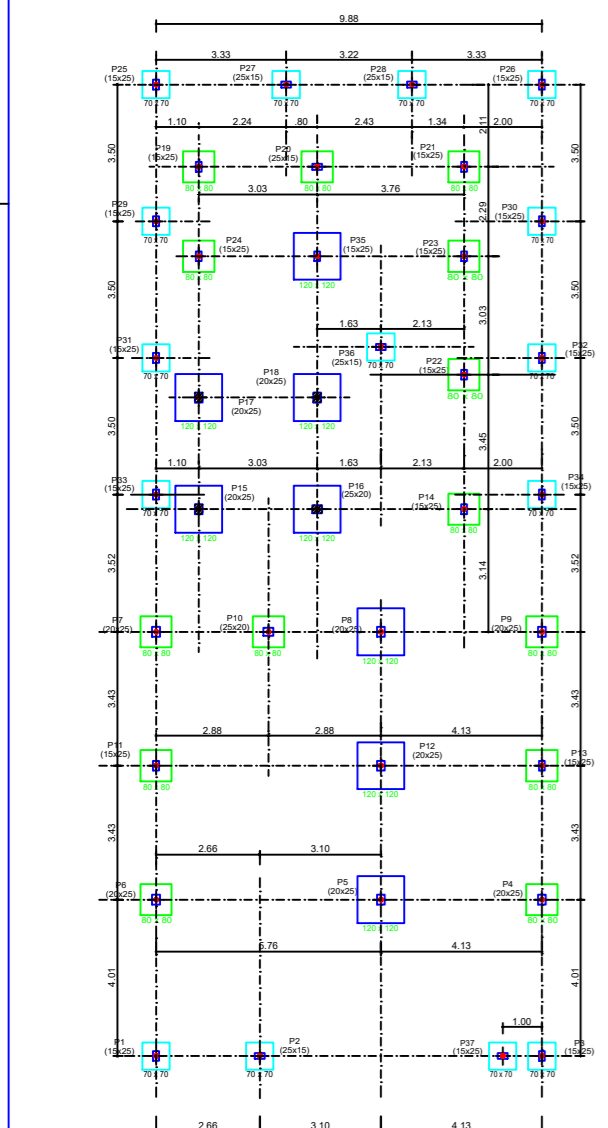 9.88
3.33 3.22 3.33
P25
(15x25)
P27
(25x15)
P28
(25x15)
P26
(15x25)
70 x 70 70 x 70 70 x 70 70 x 70
1.10 2.24 .80 2.43 1.34 2.00
2.11
3.50 3.50
P19
(15x25)
P20
(25x15)
P21
(15x25)
80 x 80 80 x 80 80 x 80
3.03 3.76
P29
(15x25)
P30
(15x25)
2.29
70 x 70 70 x 70
P24
(15x25)
P35
(15x25)
P23
(15x25)
80 x 80 120 x 120 80 x 80
3.50 3.50
3.03
1.63 2.13
P31
(15x25)
P36
(25x15)
P32
(15x25)
70 x 70 70 x 70 70 x 70
P18
(20x25)
P22
(15x25)
80 x 80
P17
(20x25)
120 x 120 120 x 120
3.50 3.45 3.50
1.10 3.03 1.63 2.13 2.00
P33
(15x25)
P15
(20x25)
P16
(25x20)
P14
(15x25)
P34
(15x25)
70 x 70 70 x 70
120 x 120 120 x 120 80 x 80
3.52 3.14 3.52
P7
(20x25)
P10
(25x20)
P8
(20x25)
P9
(20x25)
80 x 80 80 x 80 120 x 120 80 x 80
3.43 3.43
2.88 2.88 4.13
P11
(15x25)
P12
(20x25)
P13
(15x25)
80 x 80 120 x 120 80 x 80
3.43 3.43
2.66 3.10
P6
(20x25)
P5
(20x25)
P4
(20x25)
80 x 80 120 x 120 80 x 80
5.76 4.13
4.01 4.01
1.00
P1
(15x25)
P2
(25x15)
P37
(15x25)
P3
(15x25)
70 x 70 70 x 70 70 x 70 70 x 70
2.66 3.10 4.13